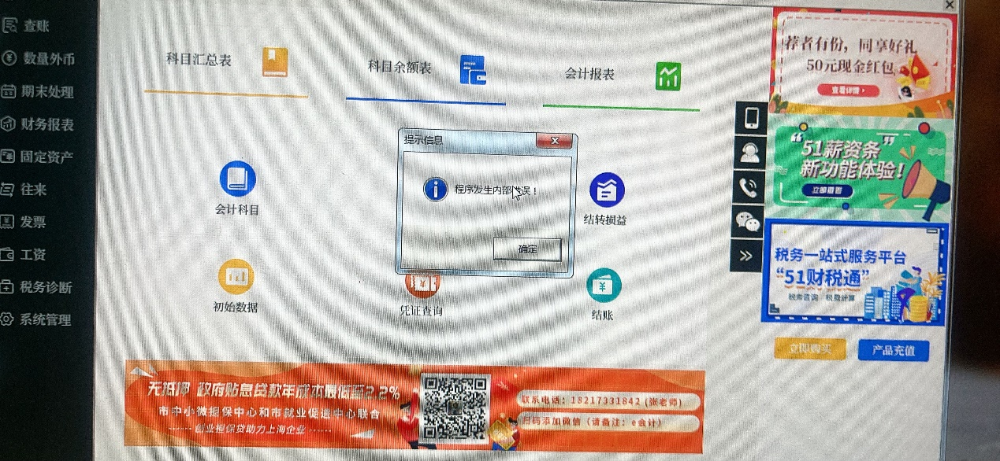 查账
数量外币
期末处理
财务报表
固定资产
往来
发票
工资
税务诊断
系统管理
科目汇总表
科目余额表
会计报表
提示信息
程序发生内部错误！
确定
会计科目
结转损益
初始数据
凭证查询
结账
荐者有份，同享好礼
50元现金红包
查看详情
“51薪资条”
新功能体验！
立即查看
税务一站式服务平台
“51财税通”
税务咨询 税费计算
立即购买
产品充值
无抵押 政府贴息贷款年成本最低至2.2%
市中小微担保中心和市就业促进中心联合
创业担保贷助力上海企业
联系电话：18217331842 (张老师)
扫码添加微信（请备注：e会计）